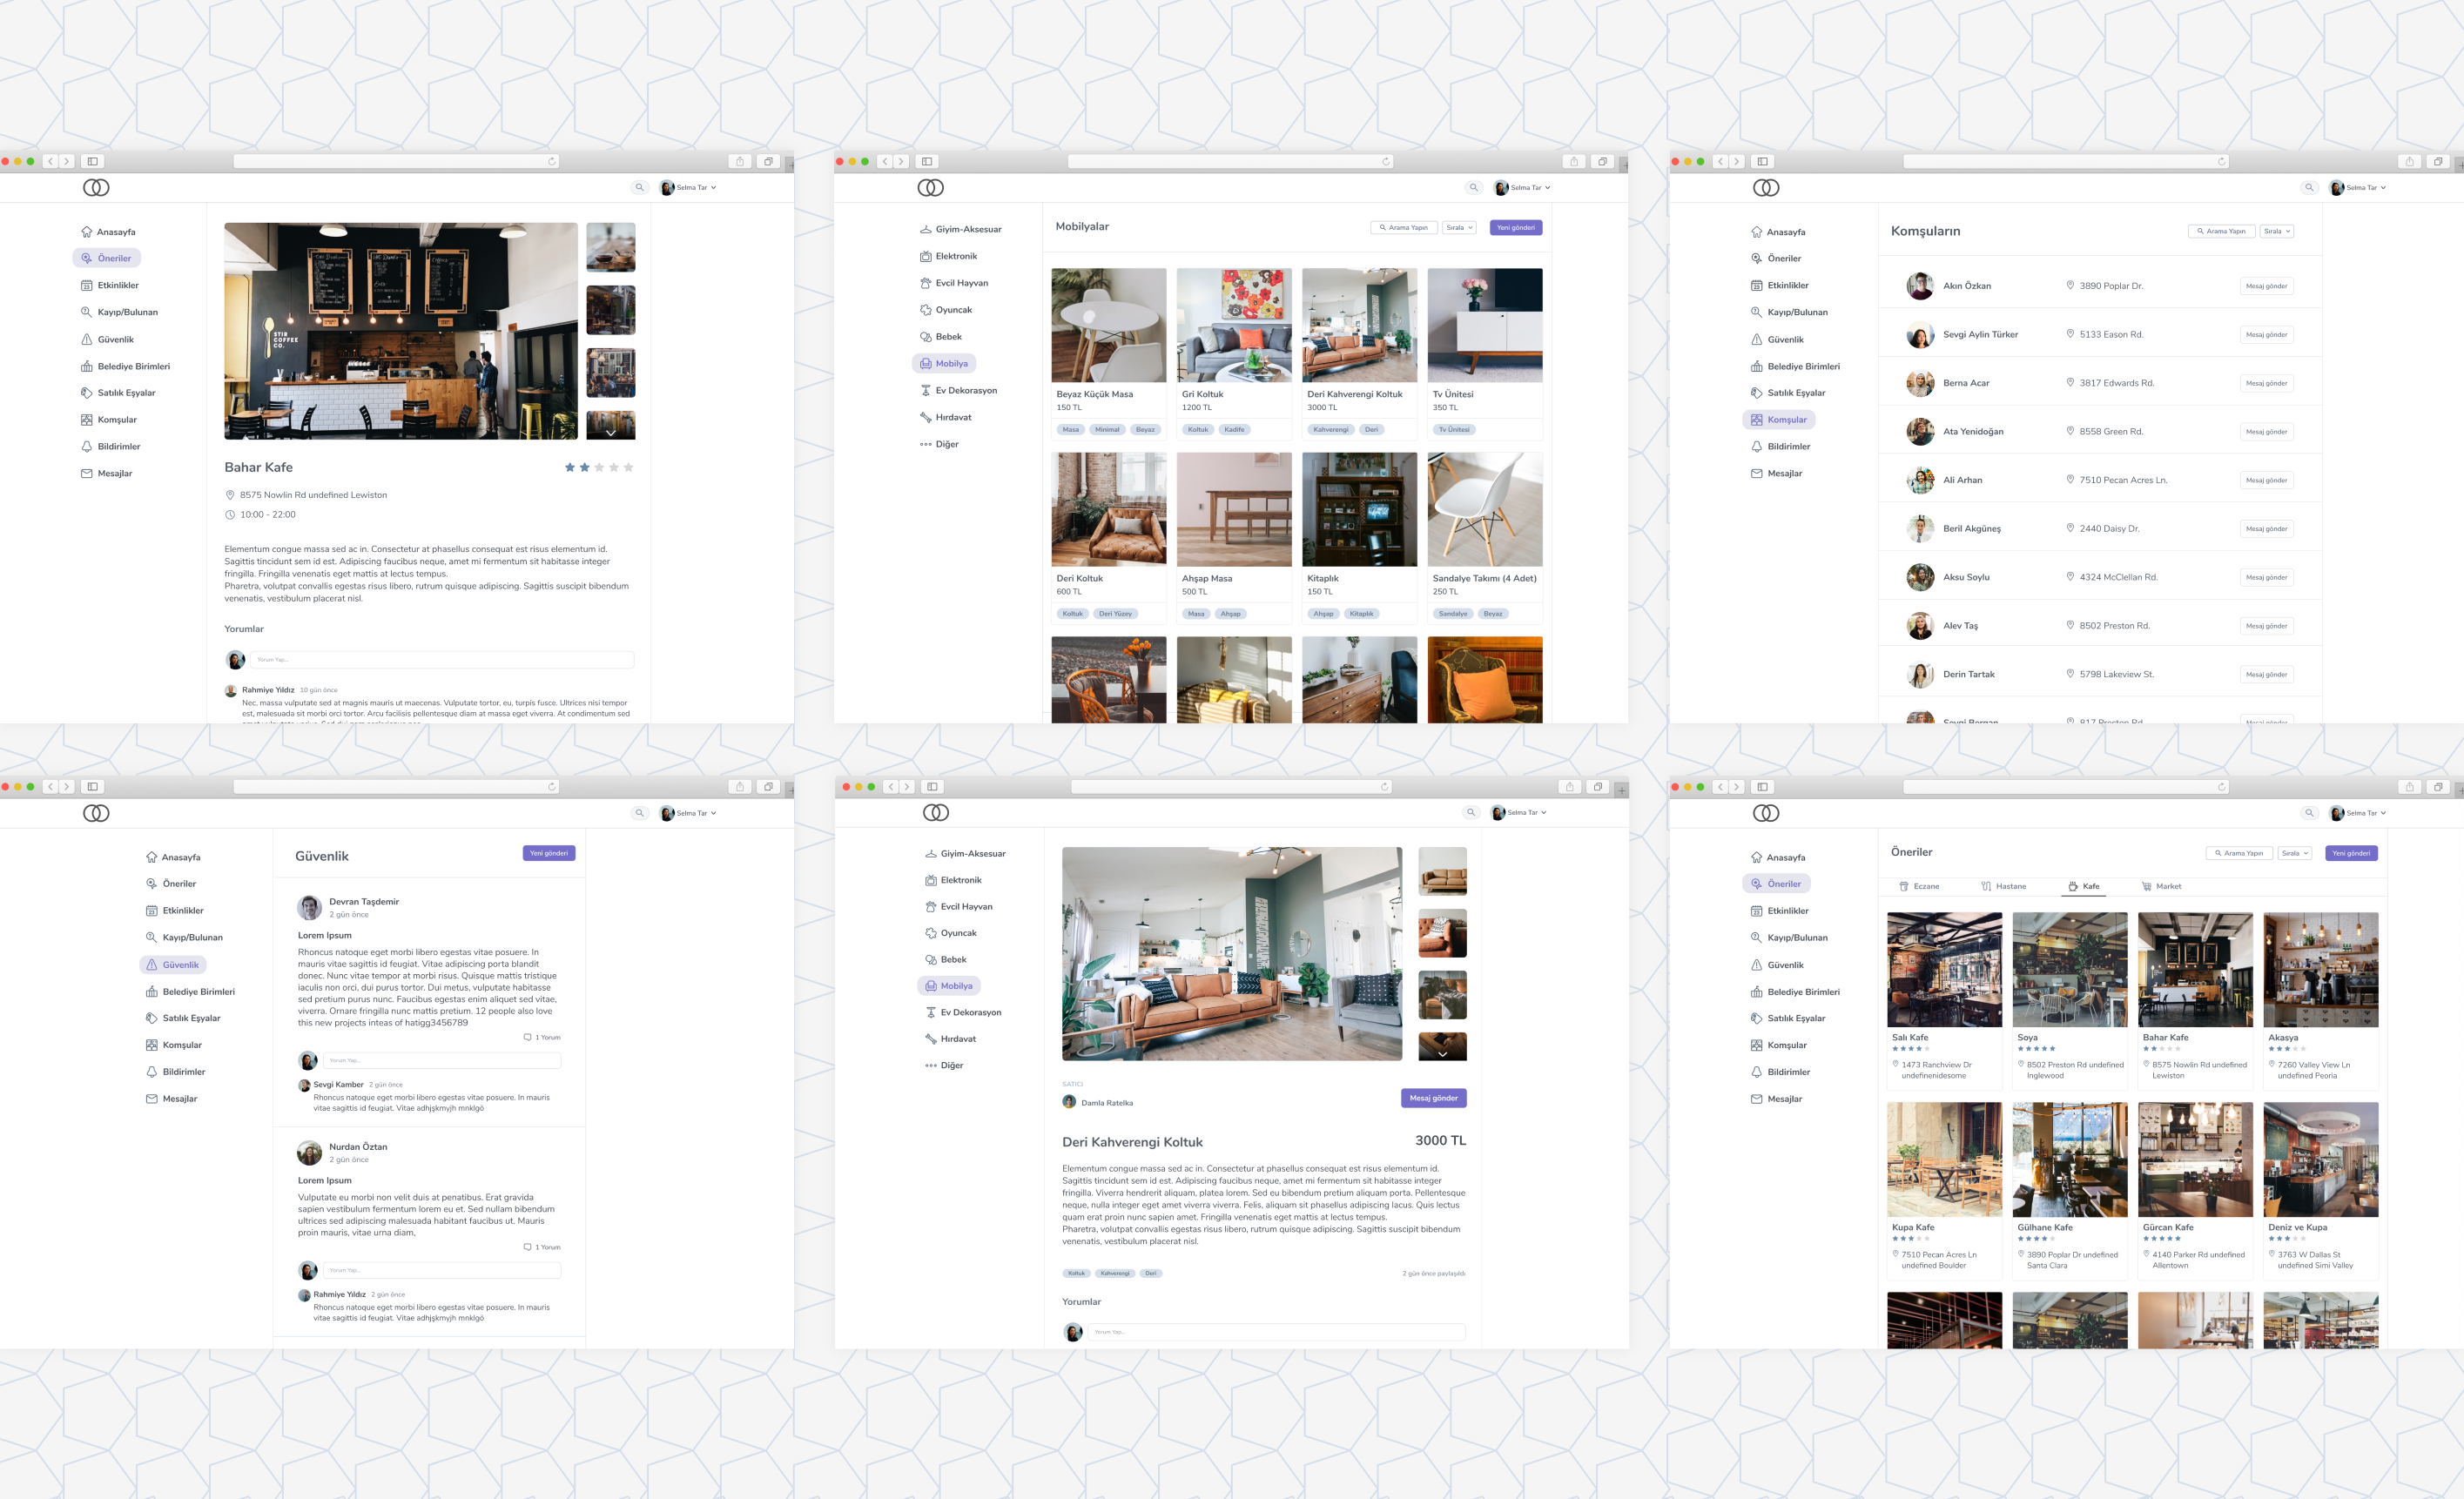 Selma Tar
Anasayfa
Öneriler
Etkinlikler
Kayıp/Bulunan
Güvenlik
Belediye Birimleri
Satılık Eşyalar
Komşular
Bildirimler
Mesajlar
STIR
COFFEE
CO.
Bahar Kafe
8575 Nowlin Rd undefined Lewiston
10:00 - 22:00
Elementum congue massa sed ac in. Consectetur at phasellus consequat est risus elementum id.
Sagittis tincidunt sem id est. Adipiscing faucibus neque, amet mi fermentum sit habitasse integer
fringilla. Fringilla venenatis eget mattis at lectus tempus.
Pharetra, volutpat convallis egestas risus libero, rutrum quisque adipiscing. Sagittis suscipit bibendum
venenatis, vestibulum placerat nisl.
Yorumlar
Yorum Yap...
Rahmiye Yıldız 10 gün önce
Nec, massa vulputate sed at magnis mauris ut maecenas. Vulputate tortor, eu, turpis fusce. Ultrices nisi tempor
est, malesuada sit morbi orci tortor. Arcu facilisis pellentesque diam at massa eget viverra. At condimentum sed
Selma Tar
Giyim-Aksesuar
Elektronik
Evcil Hayvan
Oyuncak
Bebek
Mobilya
Ev Dekorasyon
Hırdavat
Diğer
Mobilyalar
Arama Yapın
Sırala
Yeni gönderi
Beyaz Küçük Masa
150 TL
Masa Minimal Beyaz
Gri Koltuk
1200 TL
Koltuk Kadife
Deri Kahverengi Koltuk
3000 TL
Kahverengi Deri
Tv Ünitesi
350 TL
Tv Ünitesi
Deri Koltuk
600 TL
Koltuk Deri Yüzey
Ahşap Masa
500 TL
Masa Ahşap
Kitaplık
150 TL
Ahşap Kitaplık
Sandalye Takımı (4 Adet)
250 TL
Sandalye Beyaz
Selma Tar
Anasayfa
Öneriler
Etkinlikler
Kayıp/Bulunan
Güvenlik
Belediye Birimleri
Satılık Eşyalar
Komşular
Bildirimler
Mesajlar
Komşuların
Arama Yapın
Sırala
Akın Özkan 3890 Poplar Dr. Mesaj gönder
Sevgi Aylin Türker 5133 Eason Rd. Mesaj gönder
Berna Acar 3817 Edwards Rd. Mesaj gönder
Ata Yenidoğan 8558 Green Rd. Mesaj gönder
Ali Arhan 7510 Pecan Acres Ln. Mesaj gönder
Beril Akgüneş 2440 Daisy Dr. Mesaj gönder
Aksu Soylu 4324 McClellan Rd. Mesaj gönder
Alev Taş 8502 Preston Rd. Mesaj gönder
Derin Tartak 5798 Lakeview St. Mesaj gönder
Sevgi Bergan 817 Preston Rd. Mesaj gönder
Selma Tar
Anasayfa
Öneriler
Etkinlikler
Kayıp/Bulunan
Güvenlik
Belediye Birimleri
Satılık Eşyalar
Komşular
Bildirimler
Mesajlar
Güvenlik
Yeni gönderi
Devran Taşdemir
2 gün önce
Lorem Ipsum
Rhoncus natoque eget morbi libero egestas vitae posuere. In
mauris vitae sagittis id feugiat. Vitae adipiscing porta blandit
donec. Nunc vitae tempor at morbi risus. Quisque mattis tristique
iaculis non orci, dui purus tortor. Dui metus, vulputate habitasse
sed pretium purus nunc. Faucibus egestas enim aliquet sed vitae,
viverra. Ornare fringilla nunc mattis pretium. 12 people also love
this new projects inteas of hatigg3456789
1 Yorum
Yorum Yap...
Sevgi Kamber 2 gün önce
Rhoncus natoque eget morbi libero egestas vitae posuere. In mauris
vitae sagittis id feugiat. Vitae adhjşkmyjh mnklgö
Nurdan Öztan
2 gün önce
Lorem Ipsum
Vulputate eu morbi non velit duis at penatibus. Erat gravida
sapien vestibulum fermentum lorem eu et. Sed nullam bibendum
ultrices sed adipiscing malesuada habitant faucibus ut. Mauris
proin mauris, vitae urna diam,
1 Yorum
Yorum Yap...
Rahmiye Yıldız 2 gün önce
Rhoncus natoque eget morbi libero egestas vitae posuere. In mauris
vitae sagittis id feugiat. Vitae adhjşkmyjh mnklgö
Selma Tar
Giyim-Aksesuar
Elektronik
Evcil Hayvan
Oyuncak
Bebek
Mobilya
Ev Dekorasyon
Hırdavat
Diğer
SATICI
Damla Ratelka
Mesaj gönder
Deri Kahverengi Koltuk
3000 TL
Elementum congue massa sed ac in. Consectetur at phasellus consequat est risus elementum id.
Sagittis tincidunt sem id est. Adipiscing faucibus neque, amet mi fermentum sit habitasse integer
fringilla. Viverra hendrerit aliquam, platea lorem. Sed eu bibendum pretium aliquam porta. Pellentesque
neque, nulla integer eget amet viverra viverra. Felis, aliquam sit phasellus adipiscing lacus. Quis lectus
quam erat proin nunc sapien amet. Fringilla venenatis eget mattis at lectus tempus.
Pharetra, volutpat convallis egestas risus libero, rutrum quisque adipiscing. Sagittis suscipit bibendum
venenatis, vestibulum placerat nisl.
Koltuk Kahverengi Deri
2 gün önce paylaşıldı
Yorumlar
Yorum Yap...
Selma Tar
Anasayfa
Öneriler
Etkinlikler
Kayıp/Bulunan
Güvenlik
Belediye Birimleri
Satılık Eşyalar
Komşular
Bildirimler
Mesajlar
Öneriler
Arama Yapın
Sırala
Yeni gönderi
Eczane Hastane Kafe Market
Salı Kafe
1473 Ranchview Dr
undefinenidesome
Soya
8502 Preston Rd undefined
Inglewood
Bahar Kafe
8575 Nowlin Rd undefined
Lewiston
Akasya
7260 Valley View Ln
undefined Peoria
Kupa Kafe
7510 Pecan Acres Ln
undefined Boulder
Gülhane Kafe
3890 Poplar Dr undefined
Santa Clara
Gürcan Kafe
4140 Parker Rd undefined
Allentown
Deniz ve Kupa
3763 W Dallas St
undefined Simi Valley